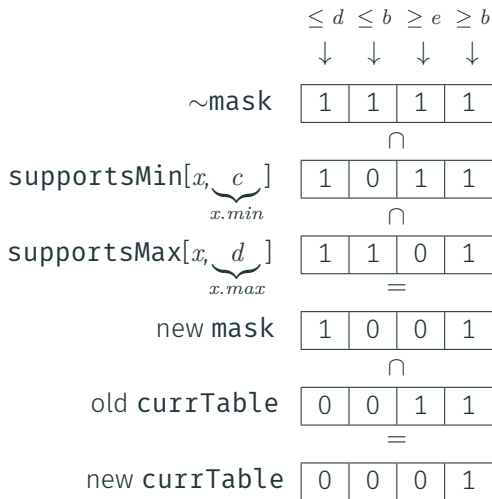 ≤ d ≤ b ≥ e ≥ b
↓ ↓ ↓ ↓
~mask 1 1 1 1
∩
supportsMin[x, c ] 1 0 1 1
x.min
∩
supportsMax[x, d ] 1 1 0 1
x.max
=
new mask 1 0 0 1
∩
old currTable 0 0 1 1
=
new currTable 0 0 0 1